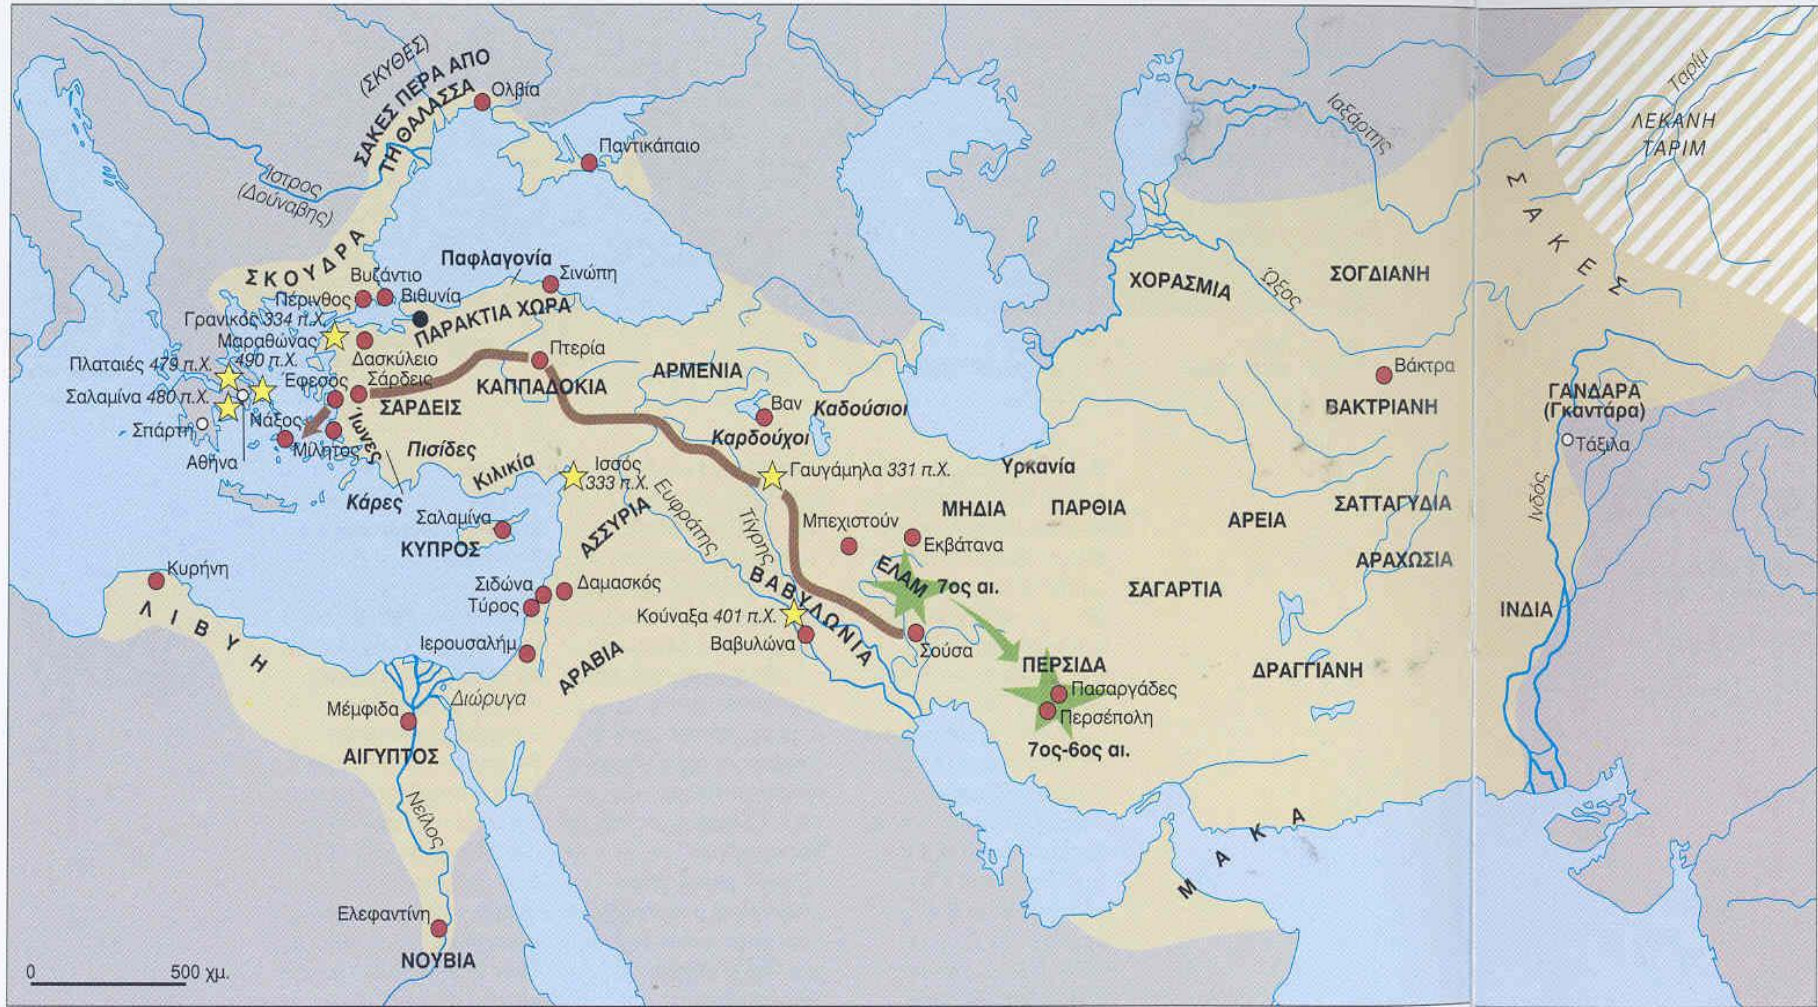 (ΣΚΥΘΕΣ)
ΣΑΚΕΣ ΠΕΡΑ ΑΠΟ
ΤΗ ΘΑΛΑΣΣΑ
Ολβία
Παντικάπαιο
Ίστρος
(Δούναβης)
ΣΚΟΥΔΡΑ
Βυζάντιο
Πέρινθος
Βιθυνία
Παφλαγονία
Σινώπη
ΠΑΡΑΚΤΙΑ ΧΩΡΑ
Γρανικός 334 π.Χ.
Μαραθώνας
490 π.Χ.
Πλαταιές 479 π.Χ.
Σαλαμίνα 480 π.Χ.
Σπάρτη
Αθήνα
Δασκύλειο
Έφεσος
Σάρδεις
ΣΑΡΔΕΙΣ
Νάξος
Μίλητος
Ίωνες
Κάρες
Πισίδες
Κιλικία
Πτερία
ΚΑΠΠΑΔΟΚΙΑ
ΑΡΜΕΝΙΑ
Βαν
Καδούσιοι
Καρδούχοι
Ισσός
333 π.Χ.
Γαυγάμηλα 331 π.Χ.
Σαλαμίνα
ΚΥΠΡΟΣ
ΑΣΣΥΡΙΑ
Ευφράτης
Τίγρης
Μπεχιστούν
Εκβάτανα
ΜΗΔΙΑ
Υρκανία
ΠΑΡΘΙΑ
ΕΛΑΜ 7ος αι.
ΒΑΒΥΛΩΝΙΑ
Κούναξα 401 π.Χ.
Βαβυλώνα
Σούσα
Σιδώνα
Τύρος
Δαμασκός
Ιερουσαλήμ
ΑΡΑΒΙΑ
Κυρήνη
ΛΙΒΥΗ
Διώρυγα
Μέμφιδα
ΑΙΓΥΠΤΟΣ
Νείλος
Ελεφαντίνη
ΝΟΥΒΙΑ
ΠΕΡΣΙΔΑ
Πασαργάδες
Περσέπολη
7ος-6ος αι.
ΣΑΓΑΡΤΙΑ
ΔΡΑΓΓΙΑΝΗ
ΜΑΚΑ
ΑΡΕΙΑ
ΣΑΤΤΑΓΥΔΙΑ
ΑΡΑΧΩΣΙΑ
ΧΟΡΑΣΜΙΑ
Ώξος
ΣΟΓΔΙΑΝΗ
Ιαξάρτης
Βάκτρα
ΒΑΚΤΡΙΑΝΗ
ΣΑΚΕΣ
Ταρίμ
ΛΕΚΑΝΗ
ΤΑΡΙΜ
ΓΑΝΔΑΡΑ
(Γκαντάρα)
Τάξιλα
Ινδός
ΙΝΔΙΑ
0 500 χμ.